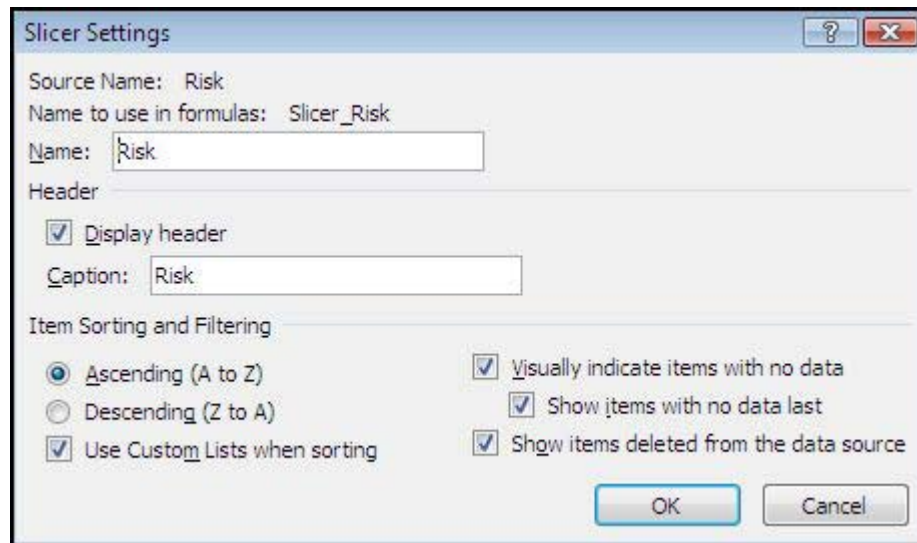 Slicer Settings
Source Name: Risk
Name to use in formulas: Slicer_Risk
Name: Risk
Header
Display header
Caption: Risk
Item Sorting and Filtering
Ascending (A to Z)
Descending (Z to A)
Use Custom Lists when sorting
Visually indicate items with no data
Show items with no data last
Show items deleted from the data source
OK Cancel